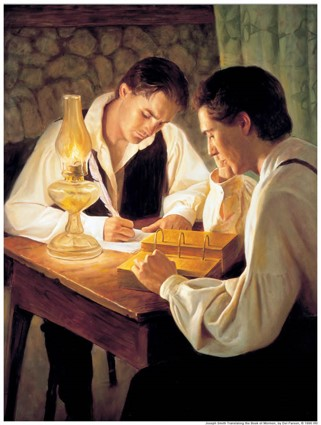 Joseph Smith Translating the Book of Mormon, by Del Parson, © 1996 IRI